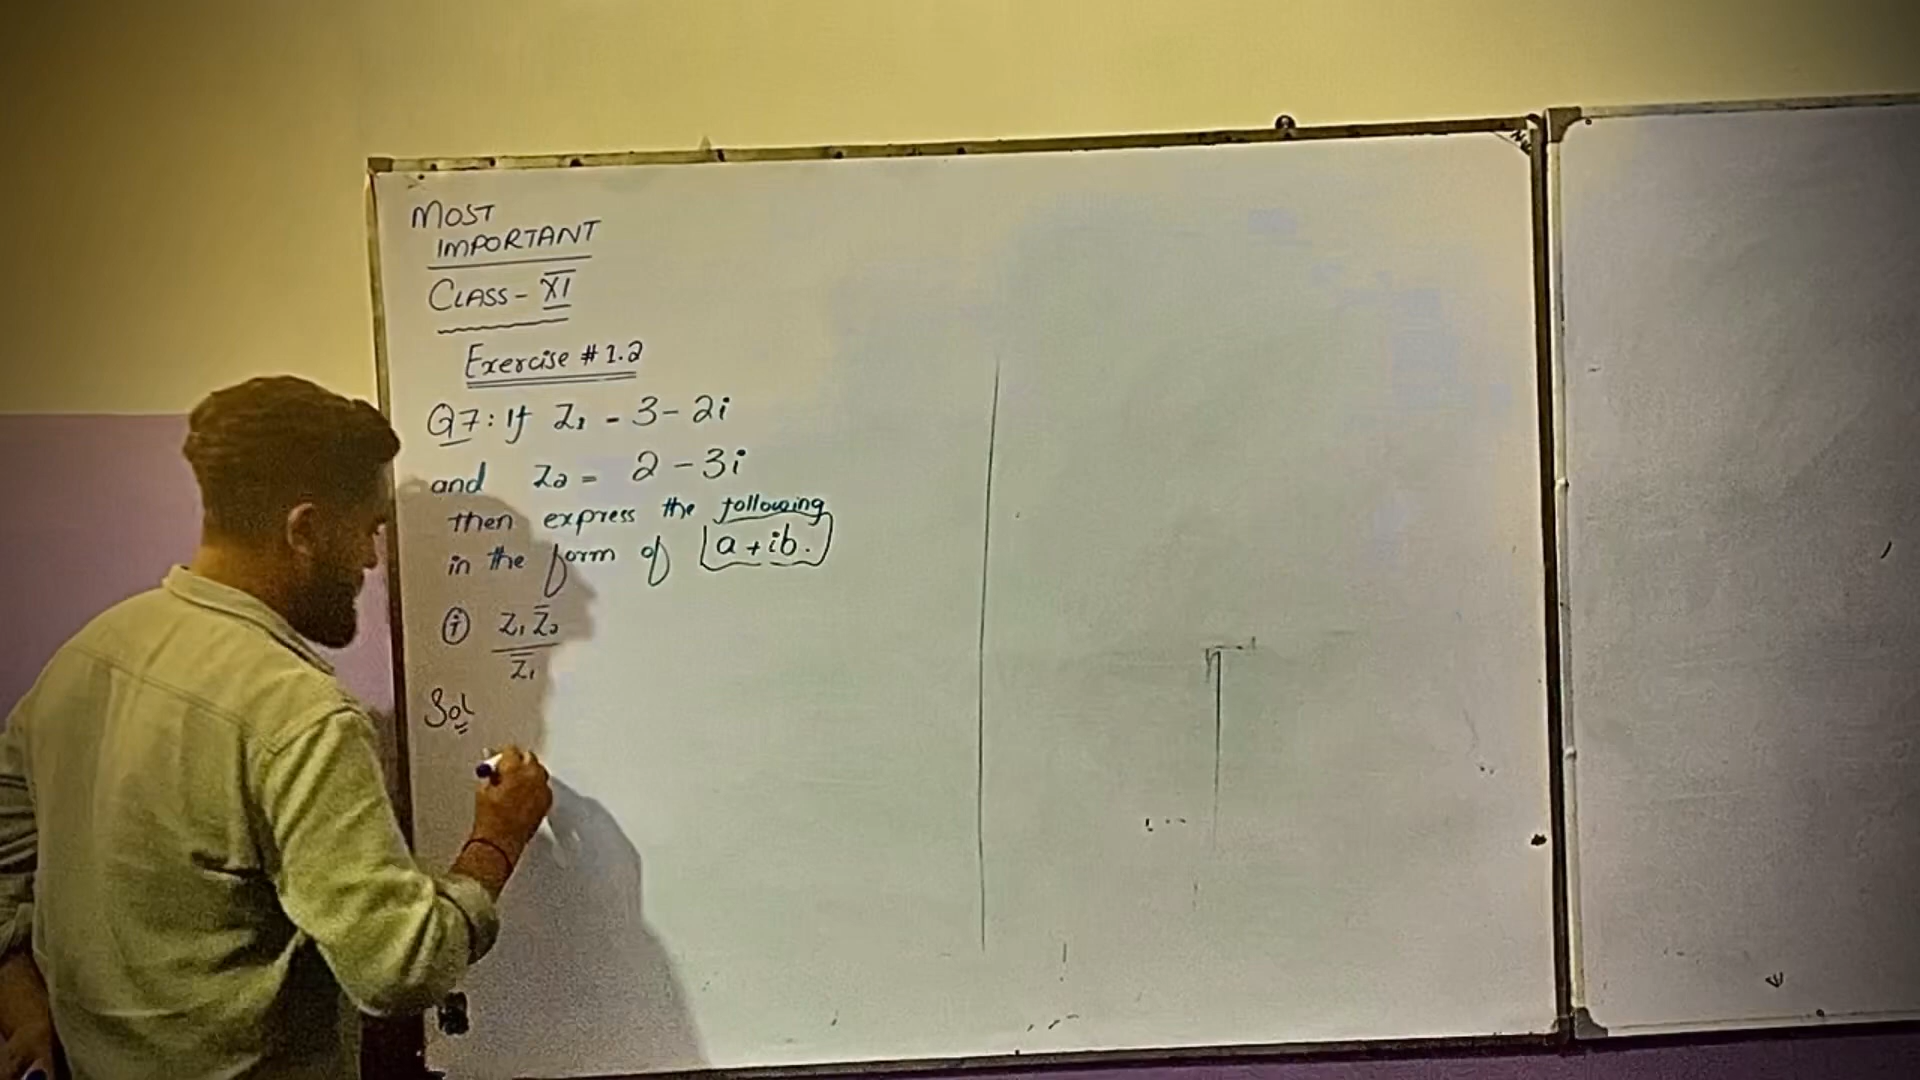 MOST
IMPORTANT
CLASS - XI
Exercise # 1.2
Q7: If Z₁ - 3 - 2i
and Z₂ = 2 - 3i
then express the following
in the form of a + ib.
i Z₁ Z̅₂
Z̅₁
Sol